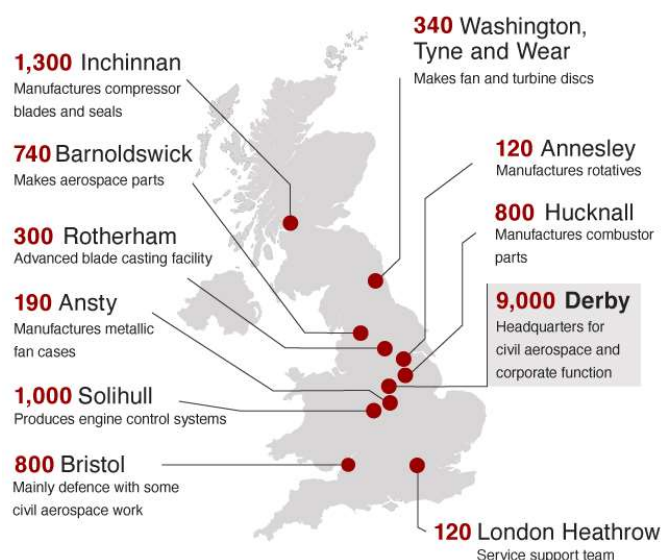 1,300 Inchinnan
Manufactures compressor
blades and seals
740 Barnoldswick
Makes aerospace parts
300 Rotherham
Advanced blade casting facility
190 Ansty
Manufactures metallic
fan cases
1,000 Solihull
Produces engine control systems
800 Bristol
Mainly defence with some
civil aerospace work
340 Washington,
Tyne and Wear
Makes fan and turbine discs
120 Annesley
Manufactures rotatives
800 Hucknall
Manufactures combustor
parts
9,000 Derby
Headquarters for
civil aerospace and
corporate function
120 London Heathrow
Service support team